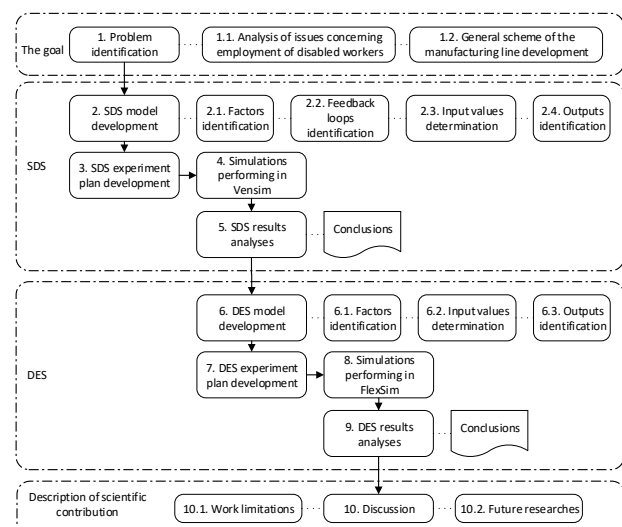 The goal
1. Problem
identification
1.1. Analysis of issues concerning
employment of disabled workers
1.2. General scheme of the
manufacturing line development
SDS
2. SDS model
development
2.1. Factors
identification
2.2. Feedback
loops
identification
2.3. Input values
determination
2.4. Outputs
identification
3. SDS experiment
plan development
4. Simulations
performing in
Vensim
5. SDS results
analyses
Conclusions
DES
6. DES model
development
6.1. Factors
identification
6.2. Input values
determination
6.3. Outputs
identification
7. DES experiment
plan development
8. Simulations
performing in
FlexSim
9. DES results
analyses
Conclusions
Description of scientific
contribution
10.1. Work limitations
10. Discussion
10.2. Future researches